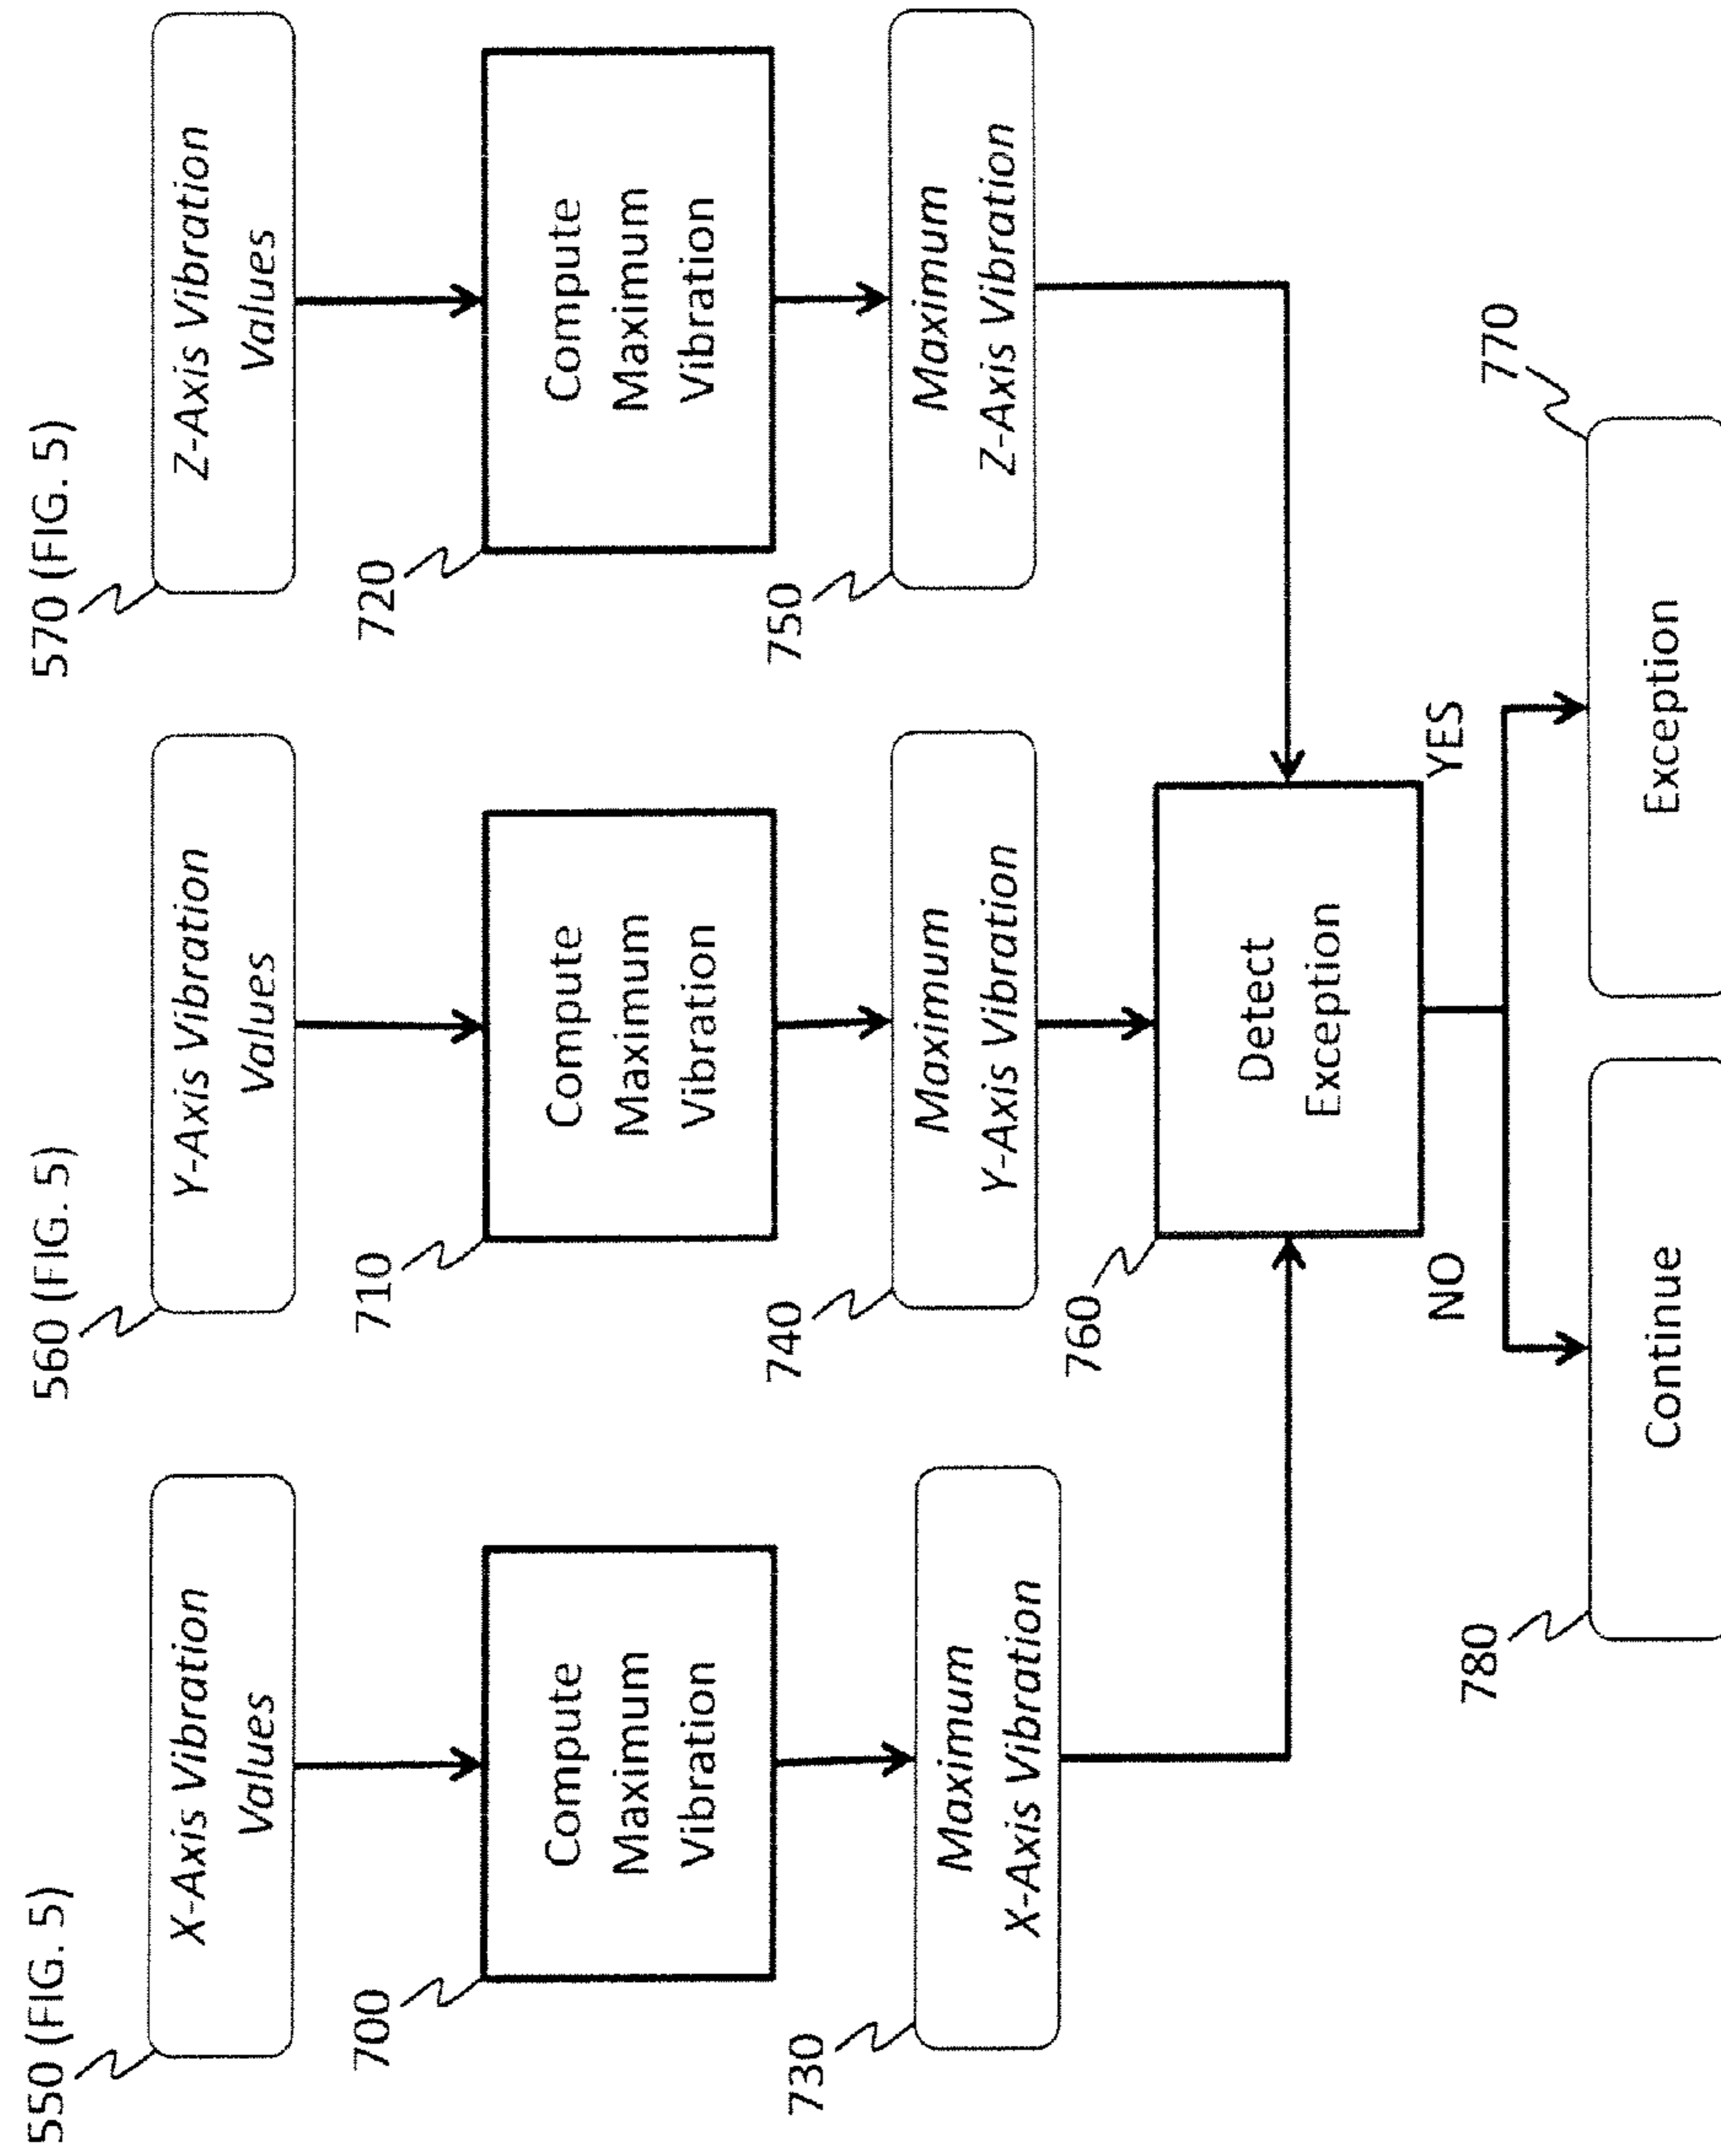 550 (FIG. 5)
560 (FIG. 5)
570 (FIG. 5)
X-Axis Vibration
Values
Y-Axis Vibration
Values
Z-Axis Vibration
Values
700
Compute
Maximum
Vibration
710
Compute
Maximum
Vibration
720
Compute
Maximum
Vibration
730
Maximum
X-Axis Vibration
740
Maximum
Y-Axis Vibration
750
Maximum
Z-Axis Vibration
760
Detect
Exception
NO
YES
780
Continue
770
Exception